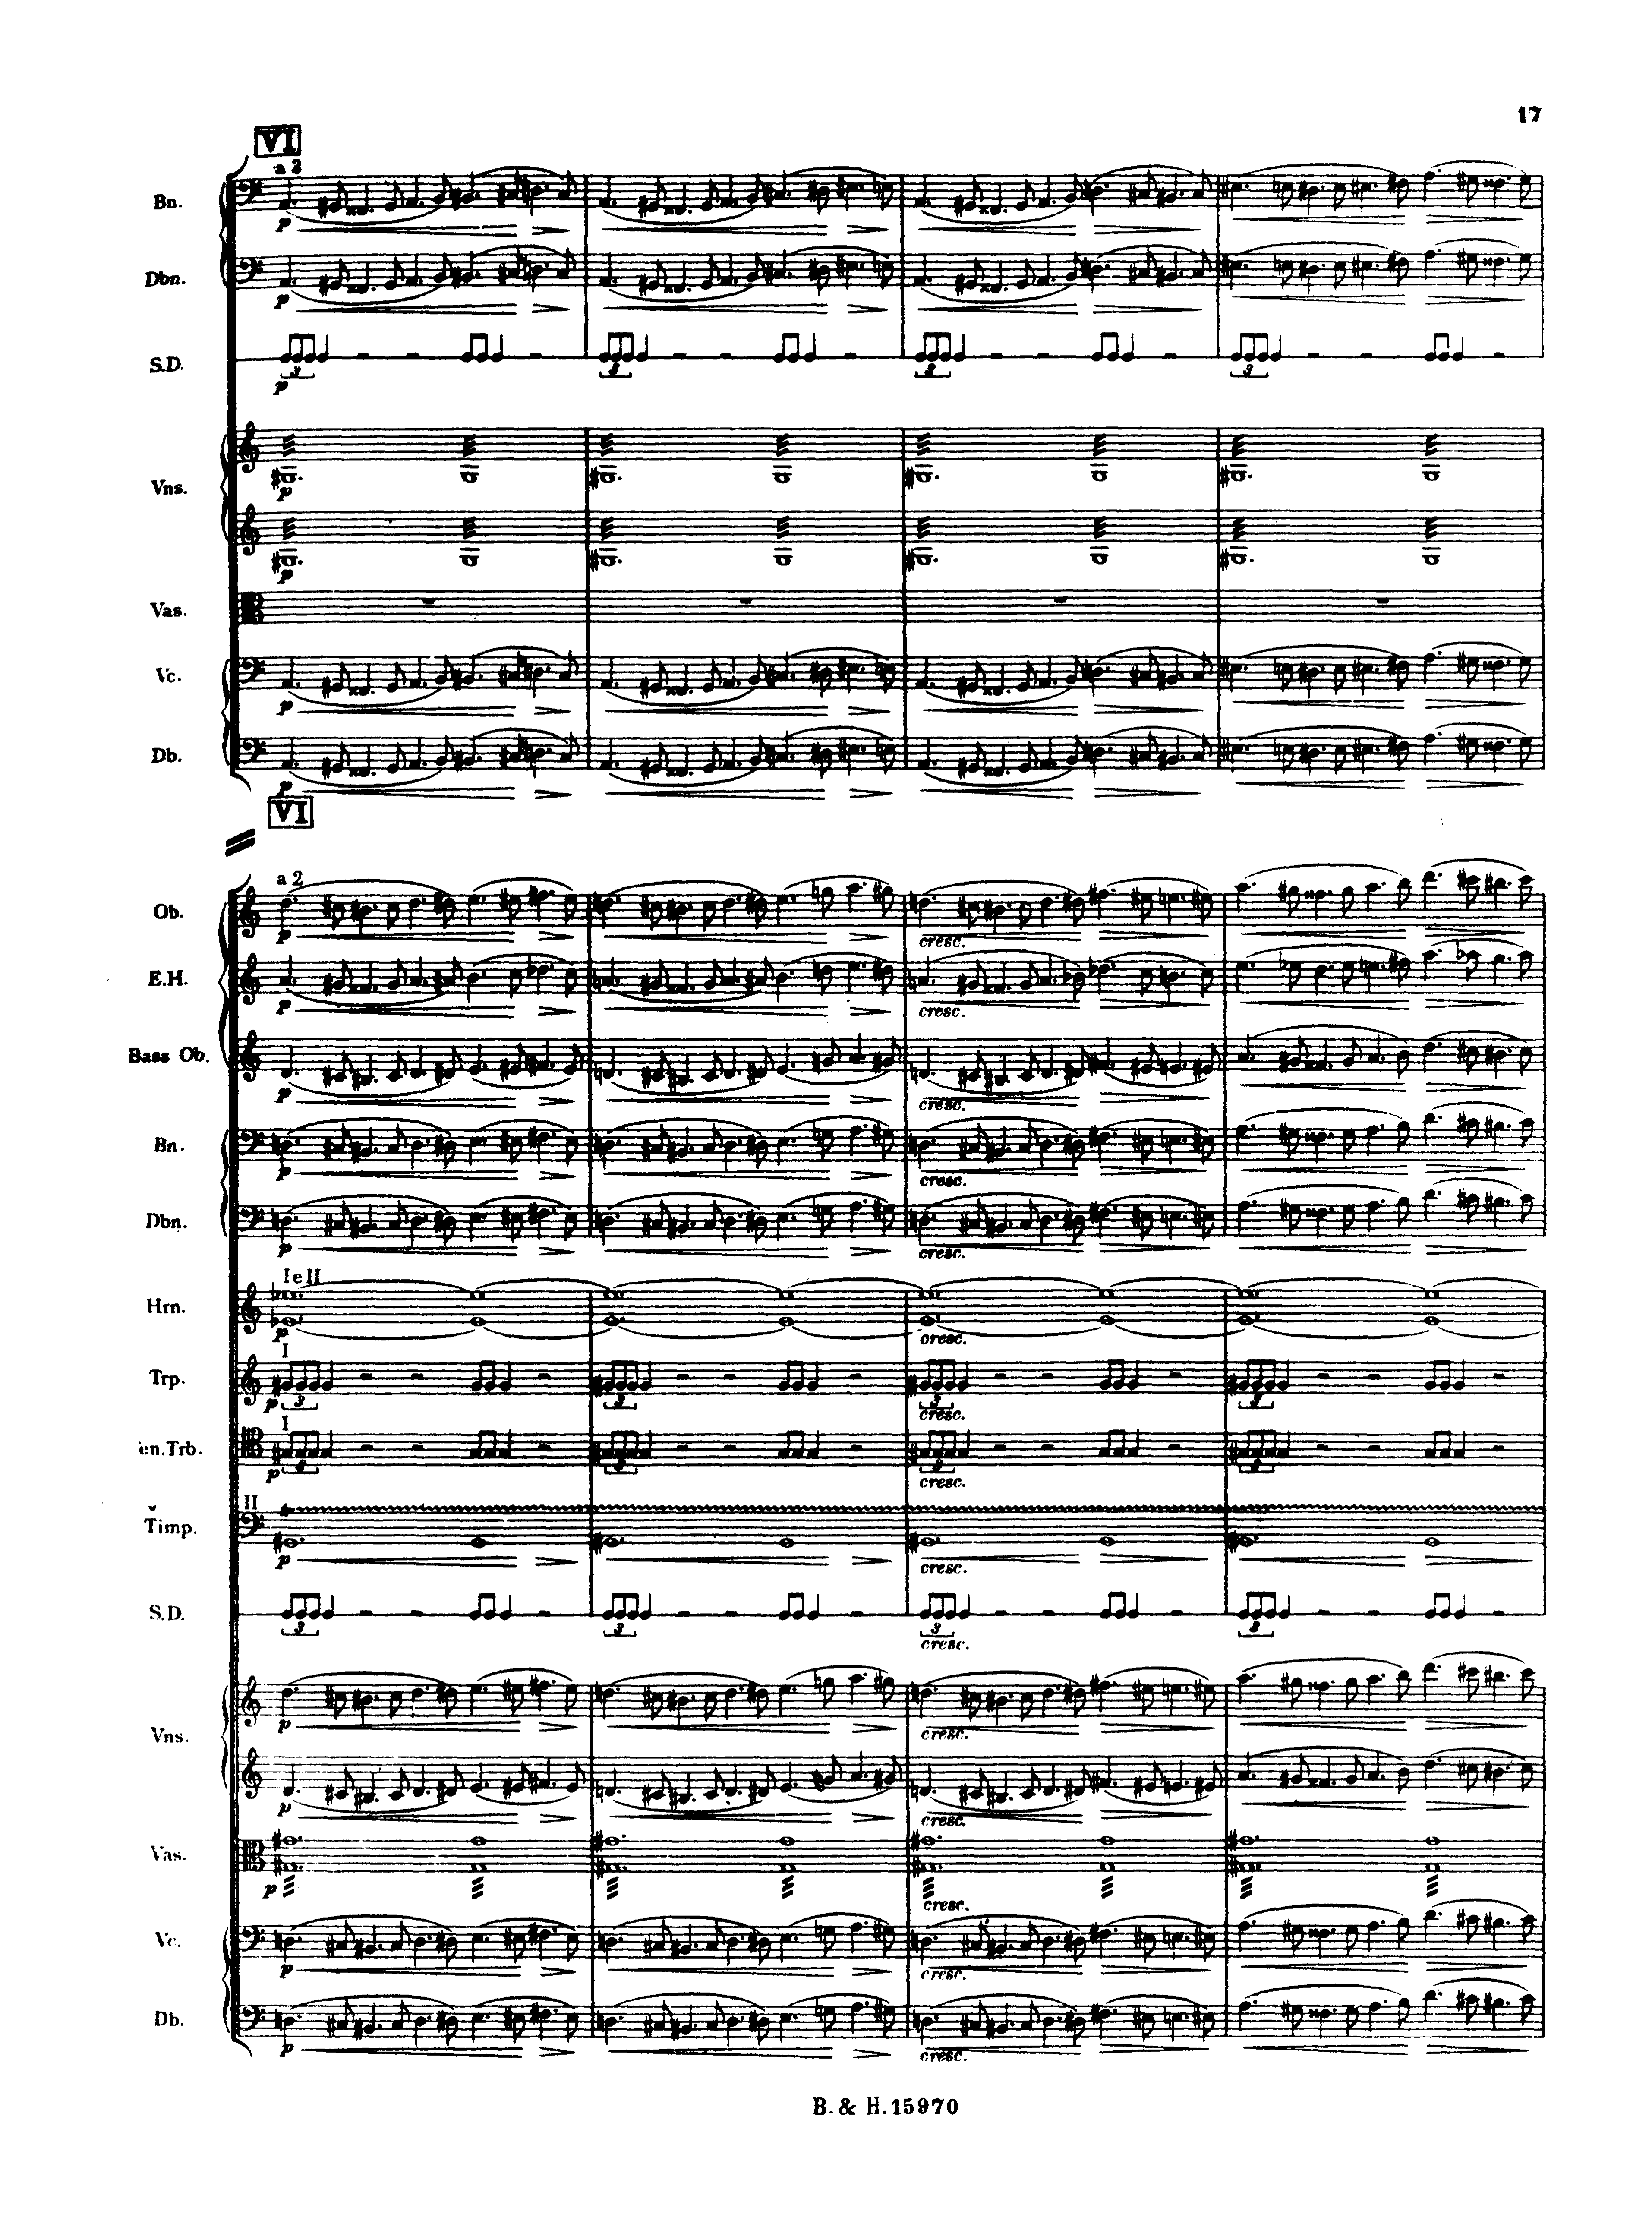 17
VI
a 2
Bn.
p
Dbn.
p
S.D.
3 3 3 3
p
Vns.
p
p
Vas.
Vc.
p
Db.
p
VI
a 2
Ob.
p cresc.
E.H.
p cresc.
Bass Ob.
p cresc.
Bn.
p cresc.
Dbn.
p cresc.
I e II
Hrn.
p cresc.
I
Trp.
p 3 3 3 3
cresc.
I
en.Trb.
p 3 3 3 3
cresc.
II
Timp.
p cresc.
S.D.
3 3 3 3
cresc.
Vns.
p cresc.
p cresc.
Vas.
p cresc.
Vc.
p cresc.
Db.
p cresc.
B. & H. 15970